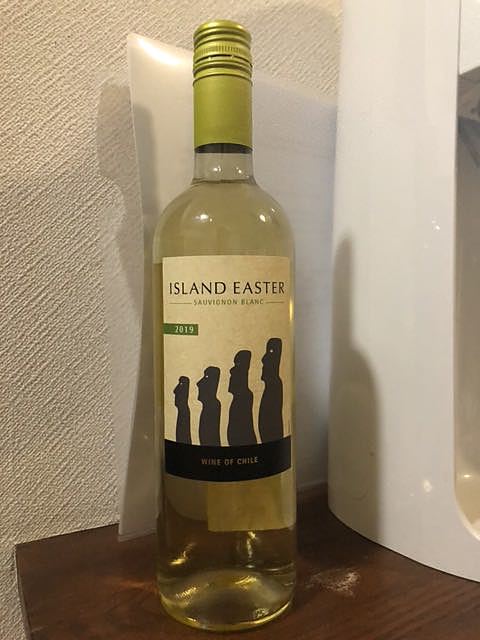 ISLAND EASTER
SAUVIGNON BLANC
2019
WINE OF CHILE